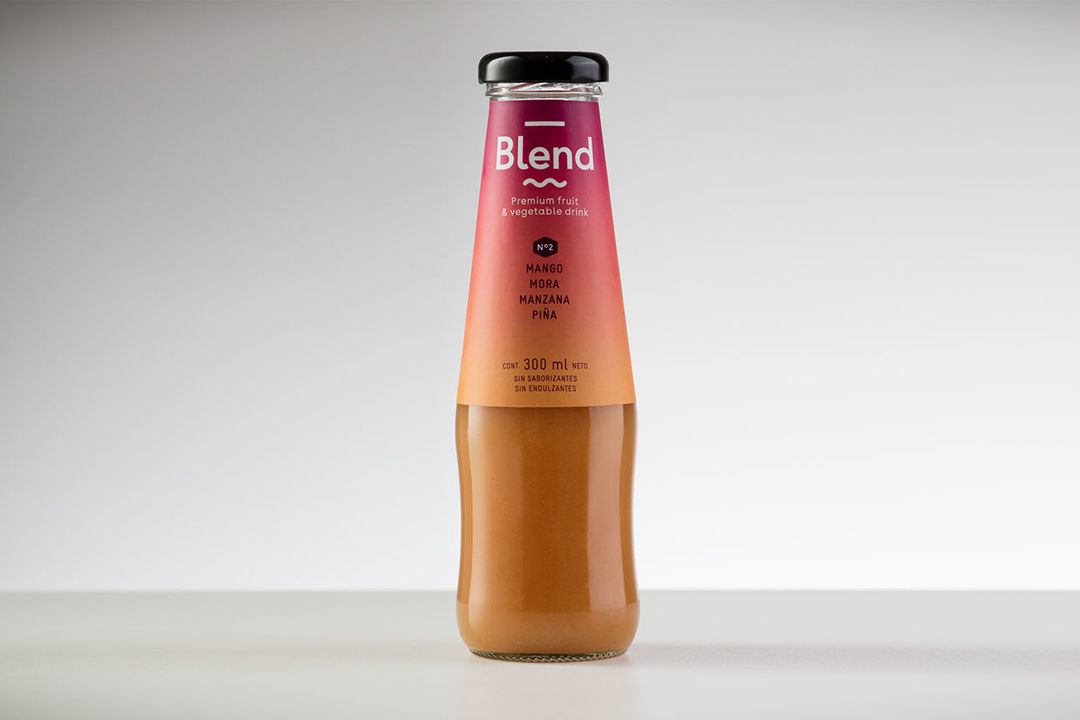 Blend
Premium fruit
& vegetable drink
Nº2
MANGO
MORA
MANZANA
PIÑA
CONT. 300 ml NETO.
SIN SABORIZANTES
SIN ENDULZANTES